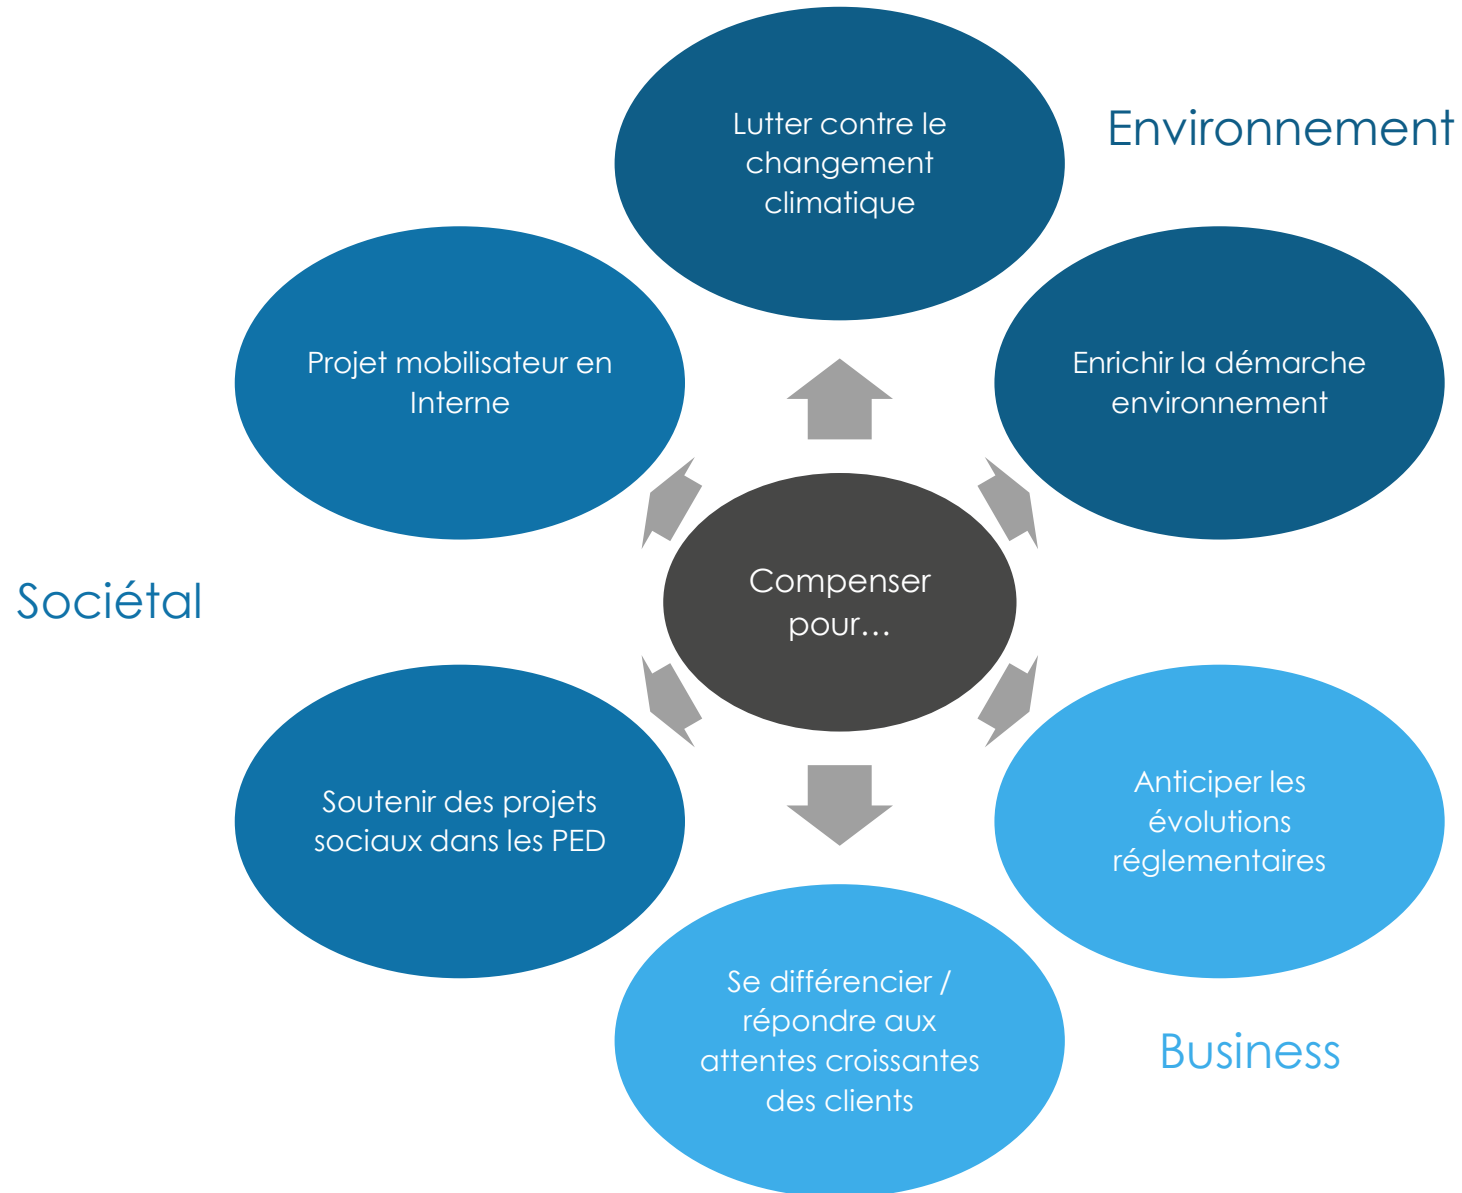 Lutter contre le
changement
climatique
Environnement
Projet mobilisateur en
Interne
Enrichir la démarche
environnement
Compenser
pour…
Sociétal
Soutenir des projets
sociaux dans les PED
Anticiper les
évolutions
réglementaires
Se différencier /
répondre aux
attentes croissantes
des clients
Business